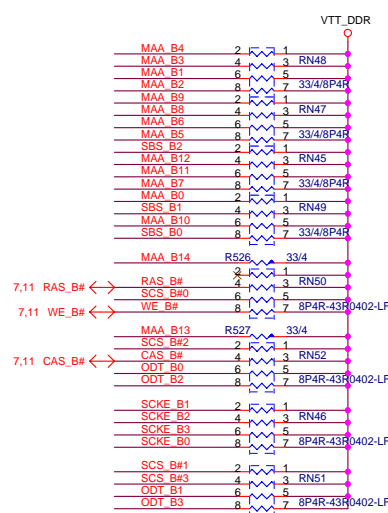 VTT_DDR
MAA_B4 2 1
MAA_B3 4 3 RN48
MAA_B1 6 5
MAA_B2 8 7 33/4/8P4R
MAA_B9 2 1
MAA_B8 4 3 RN47
MAA_B6 6 5
MAA_B5 8 7 33/4/8P4R
SBS_B2 2 1
MAA_B12 4 3 RN45
MAA_B11 6 5
MAA_B7 8 7 33/4/8P4R
MAA_B0 2 1
SBS_B1 4 3 RN49
MAA_B10 6 5
SBS_B0 8 7 33/4/8P4R
MAA_B14 R526 33/4
2 1
7,11 RAS_B# RAS_B# 4 3 RN50
SCS_B#0 6 5
7,11 WE_B# WE_B# 8 7 8P4R-43R0402-LF
MAA_B13 R527 33/4
SCS_B#2 2 1
7,11 CAS_B# CAS_B# 4 3 RN52
ODT_B0 6 5
ODT_B2 8 7 8P4R-43R0402-LF
SCKE_B1 2 1
SCKE_B2 4 3 RN46
SCKE_B3 6 5
SCKE_B0 8 7 8P4R-43R0402-LF
SCS_B#1 2 1
SCS_B#3 4 3 RN51
ODT_B1 6 5
ODT_B3 8 7 8P4R-43R0402-LF